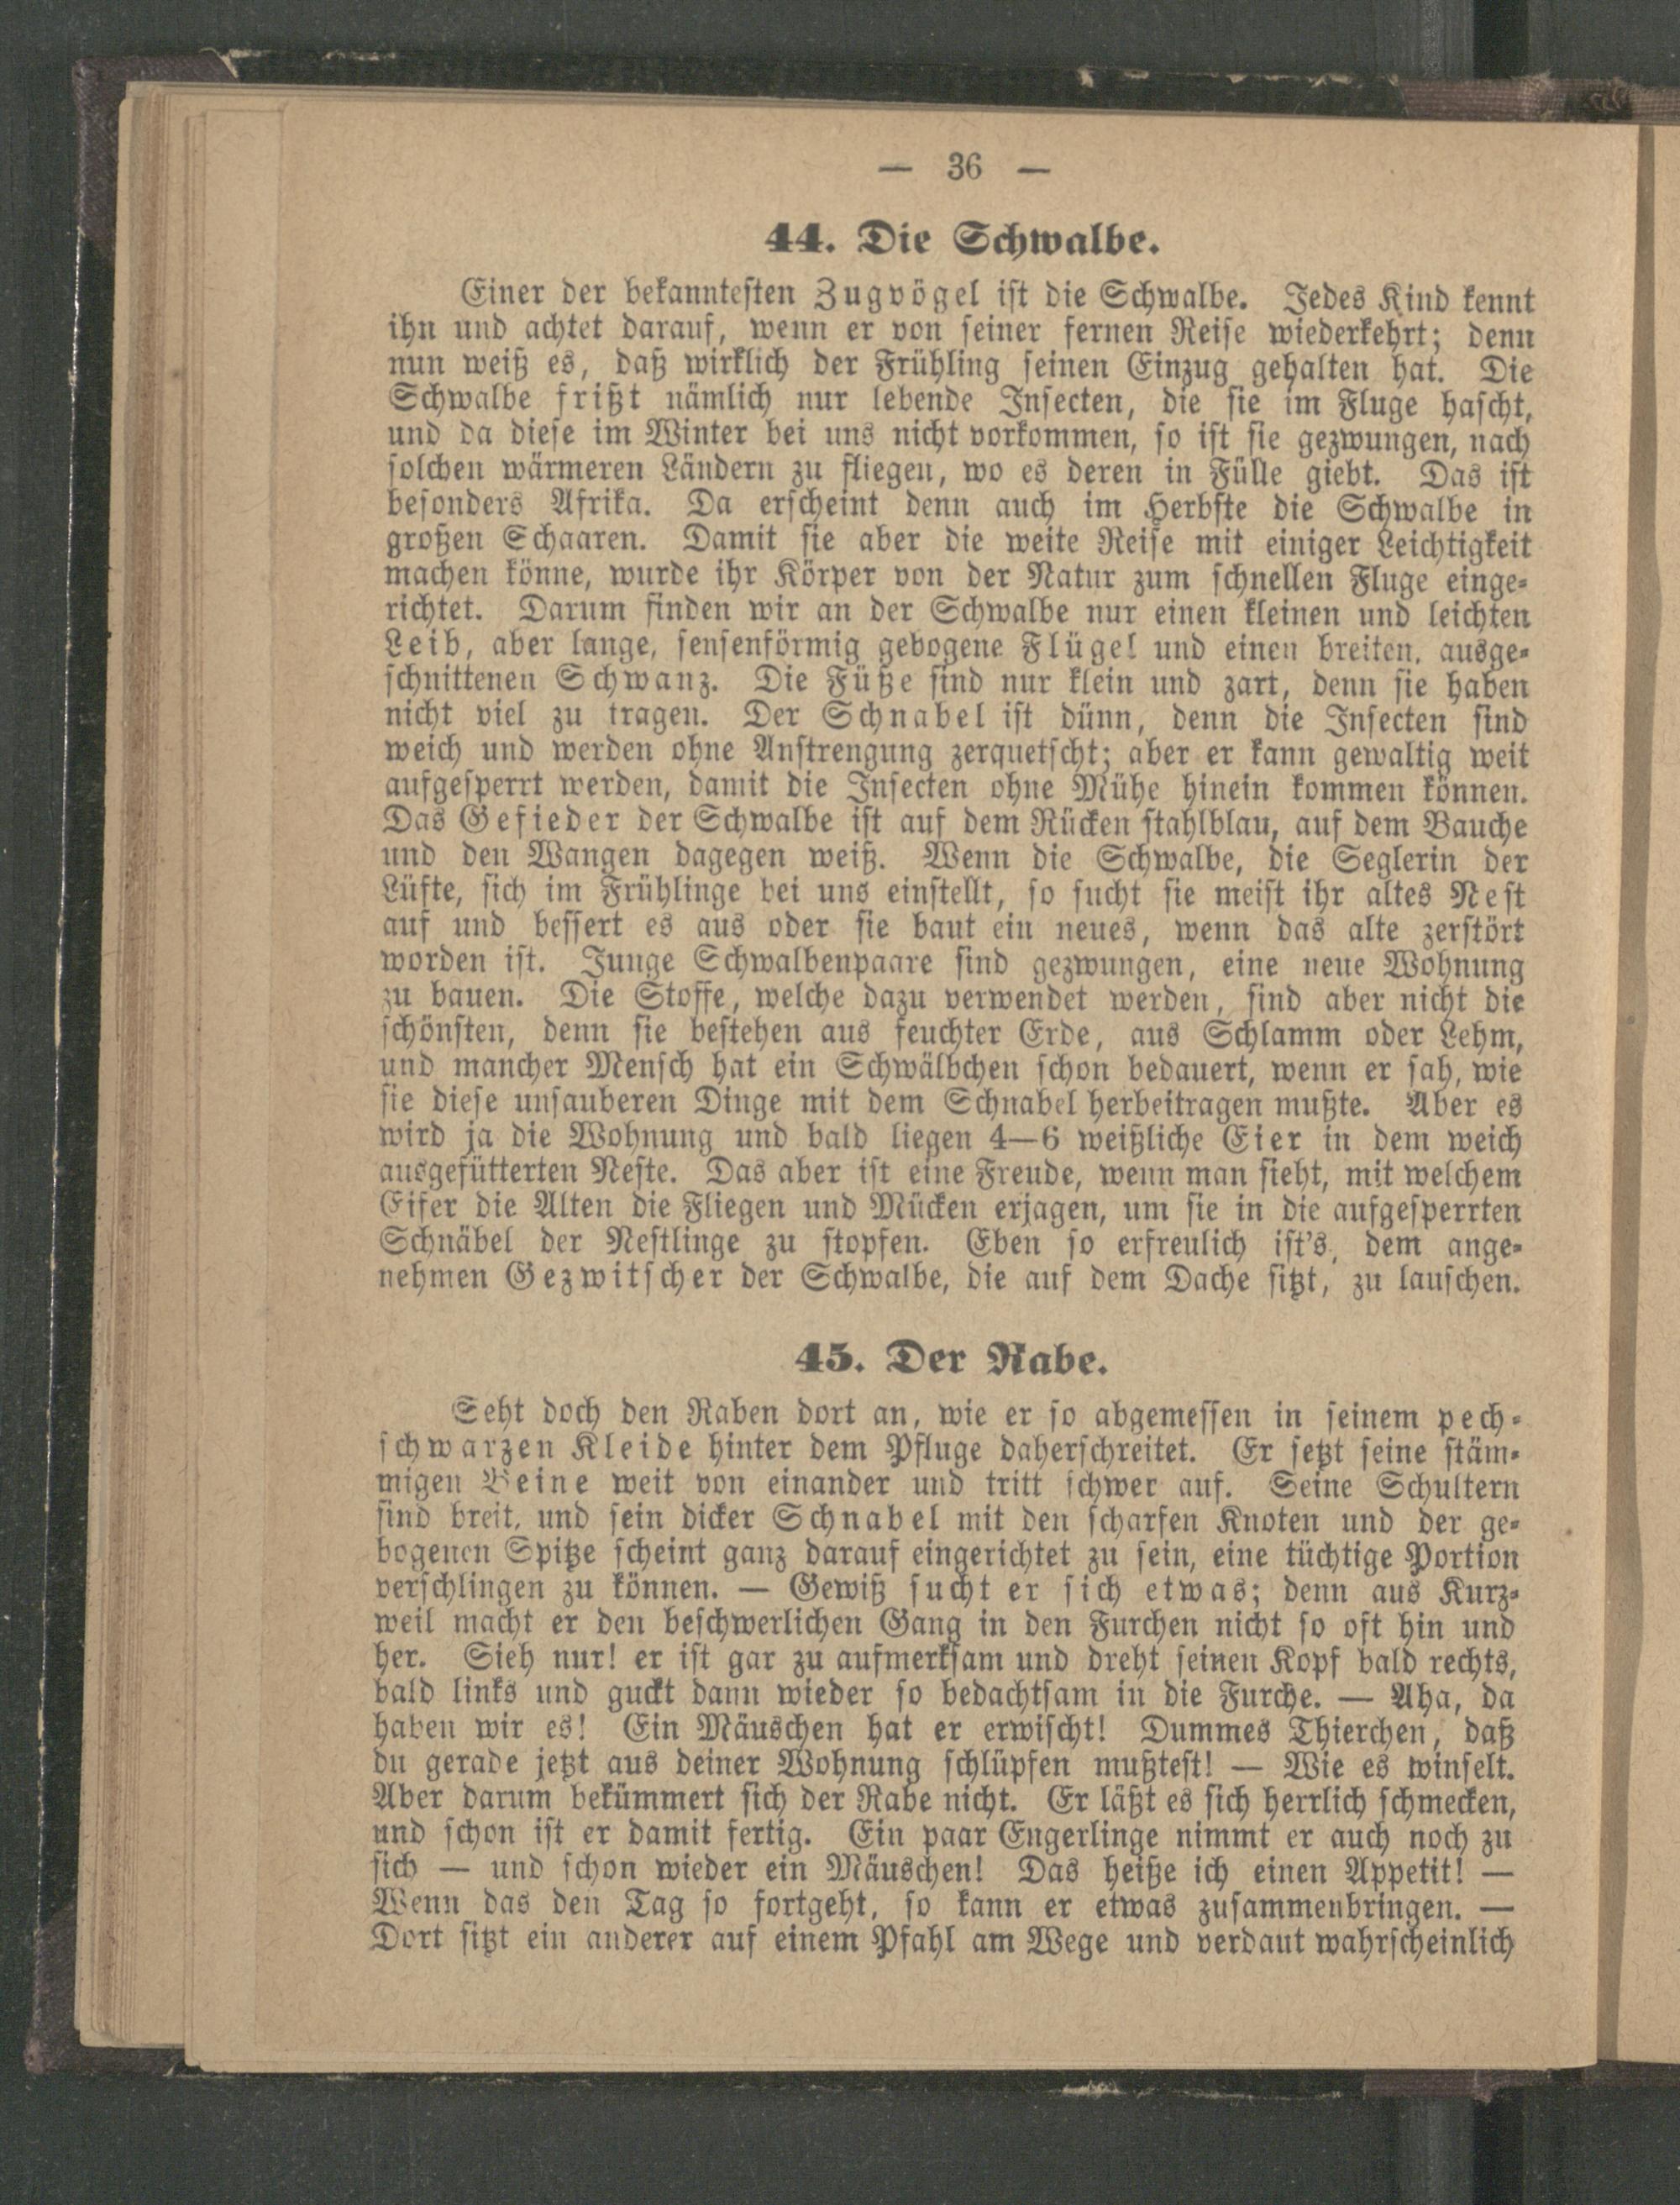 — 36 —
44. Die Schwalbe.
Einer der bekanntesten Zugvögel ist die Schwalbe. Jedes Kind kennt
ihn und achtet darauf, wenn er von seiner fernen Reise wiederkehrt; denn
nun weiß es, daß wirklich der Frühling seinen Einzug gehalten hat. Die
Schwalbe frißt nämlich nur lebende Insecten, die sie im Fluge hascht,
und da diese im Winter bei uns nicht vorkommen, so ist sie gezwungen, nach
solchen wärmeren Ländern zu fliegen, wo es deren in Fülle giebt. Das ist
besonders Afrika. Da erscheint denn auch im Herbste die Schwalbe in
großen Schaaren. Damit sie aber die weite Reise mit einiger Leichtigkeit
machen könne, wurde ihr Körper von der Natur zum schnellen Fluge einge-
richtet. Darum finden wir an der Schwalbe nur einen kleinen und leichten
Leib, aber lange, sensenförmig gebogene Flügel und einen breiten, ausge-
schnittenen Schwanz. Die Füße sind nur klein und zart, denn sie haben
nicht viel zu tragen. Der Schnabel ist dünn, denn die Insecten sind
weich und werden ohne Anstrengung zerquetscht; aber er kann gewaltig weit
aufgesperrt werden, damit die Insecten ohne Mühe hinein kommen können.
Das Gefieder der Schwalbe ist auf dem Rücken stahlblau, auf dem Bauche
und den Wangen dagegen weiß. Wenn die Schwalbe, die Seglerin der
Lüfte, sich im Frühlinge bei uns einstellt, so sucht sie meist ihr altes Nest
auf und bessert es aus oder sie baut ein neues, wenn das alte zerstört
worden ist. Junge Schwalbenpaare sind gezwungen, eine neue Wohnung
zu bauen. Die Stoffe, welche dazu verwendet werden, sind aber nicht die
schönsten, denn sie bestehen aus feuchter Erde, aus Schlamm oder Lehm,
und mancher Mensch hat ein Schwälbchen schon bedauert, wenn er sah, wie
sie diese unsauberen Dinge mit dem Schnabel herbeitragen mußte. Aber es
wird ja die Wohnung und bald liegen 4—6 weißliche Eier in dem weich
ausgefütterten Neste. Das aber ist eine Freude, wenn man sieht, mit welchem
Eifer die Alten die Fliegen und Mücken erjagen, um sie in die aufgesperrten
Schnäbel der Nestlinge zu stopfen. Eben so erfreulich ist's, dem ange-
nehmen Gezwitscher der Schwalbe, die auf dem Dache sitzt, zu lauschen.
45. Der Rabe.
Seht doch den Raben dort an, wie er so abgemessen in seinem pech-
schwarzen Kleide hinter dem Pfluge daherschreitet. Er setzt seine stäm-
migen Beine weit von einander und tritt schwer auf. Seine Schultern
sind breit, und sein dicker Schnabel mit den scharfen Knoten und der ge-
bogenen Spitze scheint ganz darauf eingerichtet zu sein, eine tüchtige Portion
verschlingen zu können. — Gewiß sucht er sich etwas; denn aus Kurz-
weil macht er den beschwerlichen Gang in den Furchen nicht so oft hin und
her. Sieh nur! er ist gar zu aufmerksam und dreht seinen Kopf bald rechts,
bald links und guckt dann wieder so bedachtsam in die Furche. — Aha, da
haben wir es! Ein Mäuschen hat er erwischt! Dummes Thierchen, daß
du gerade jetzt aus deiner Wohnung schlüpfen mußtest! — Wie es winselt.
Aber darum bekümmert sich der Rabe nicht. Er läßt es sich herrlich schmecken,
und schon ist er damit fertig. Ein paar Engerlinge nimmt er auch noch zu
sich — und schon wieder ein Mäuschen! Das heiße ich einen Appetit! —
Wenn das den Tag so fortgeht, so kann er etwas zusammenbringen. —
Dort sitzt ein anderer auf einem Pfahl am Wege und verdaut wahrscheinlich